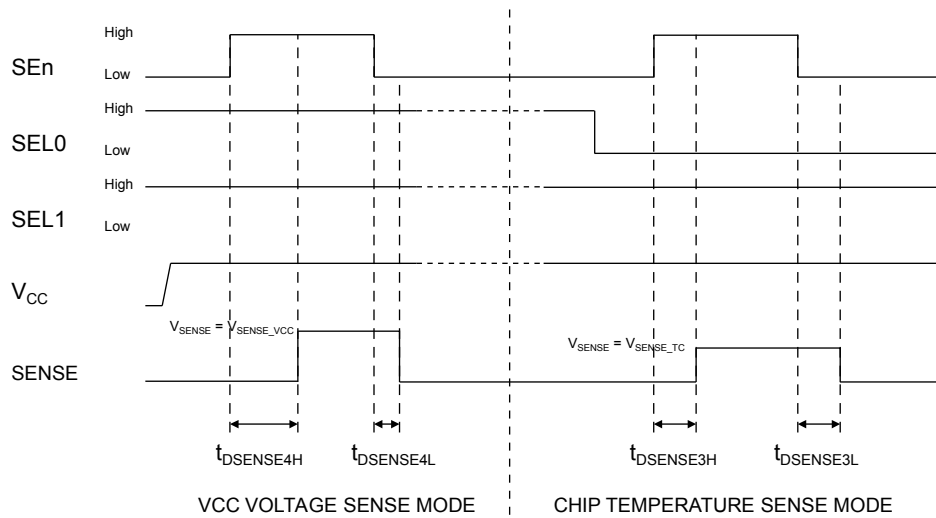 High
SEn
Low
High
SEL0
Low
High
SEL1
Low
VCC
VSENSE = VSENSE_VCC
VSENSE = VSENSE_TC
SENSE
tDSENSE4H
tDSENSE4L
tDSENSE3H
tDSENSE3L
VCC VOLTAGE SENSE MODE
CHIP TEMPERATURE SENSE MODE